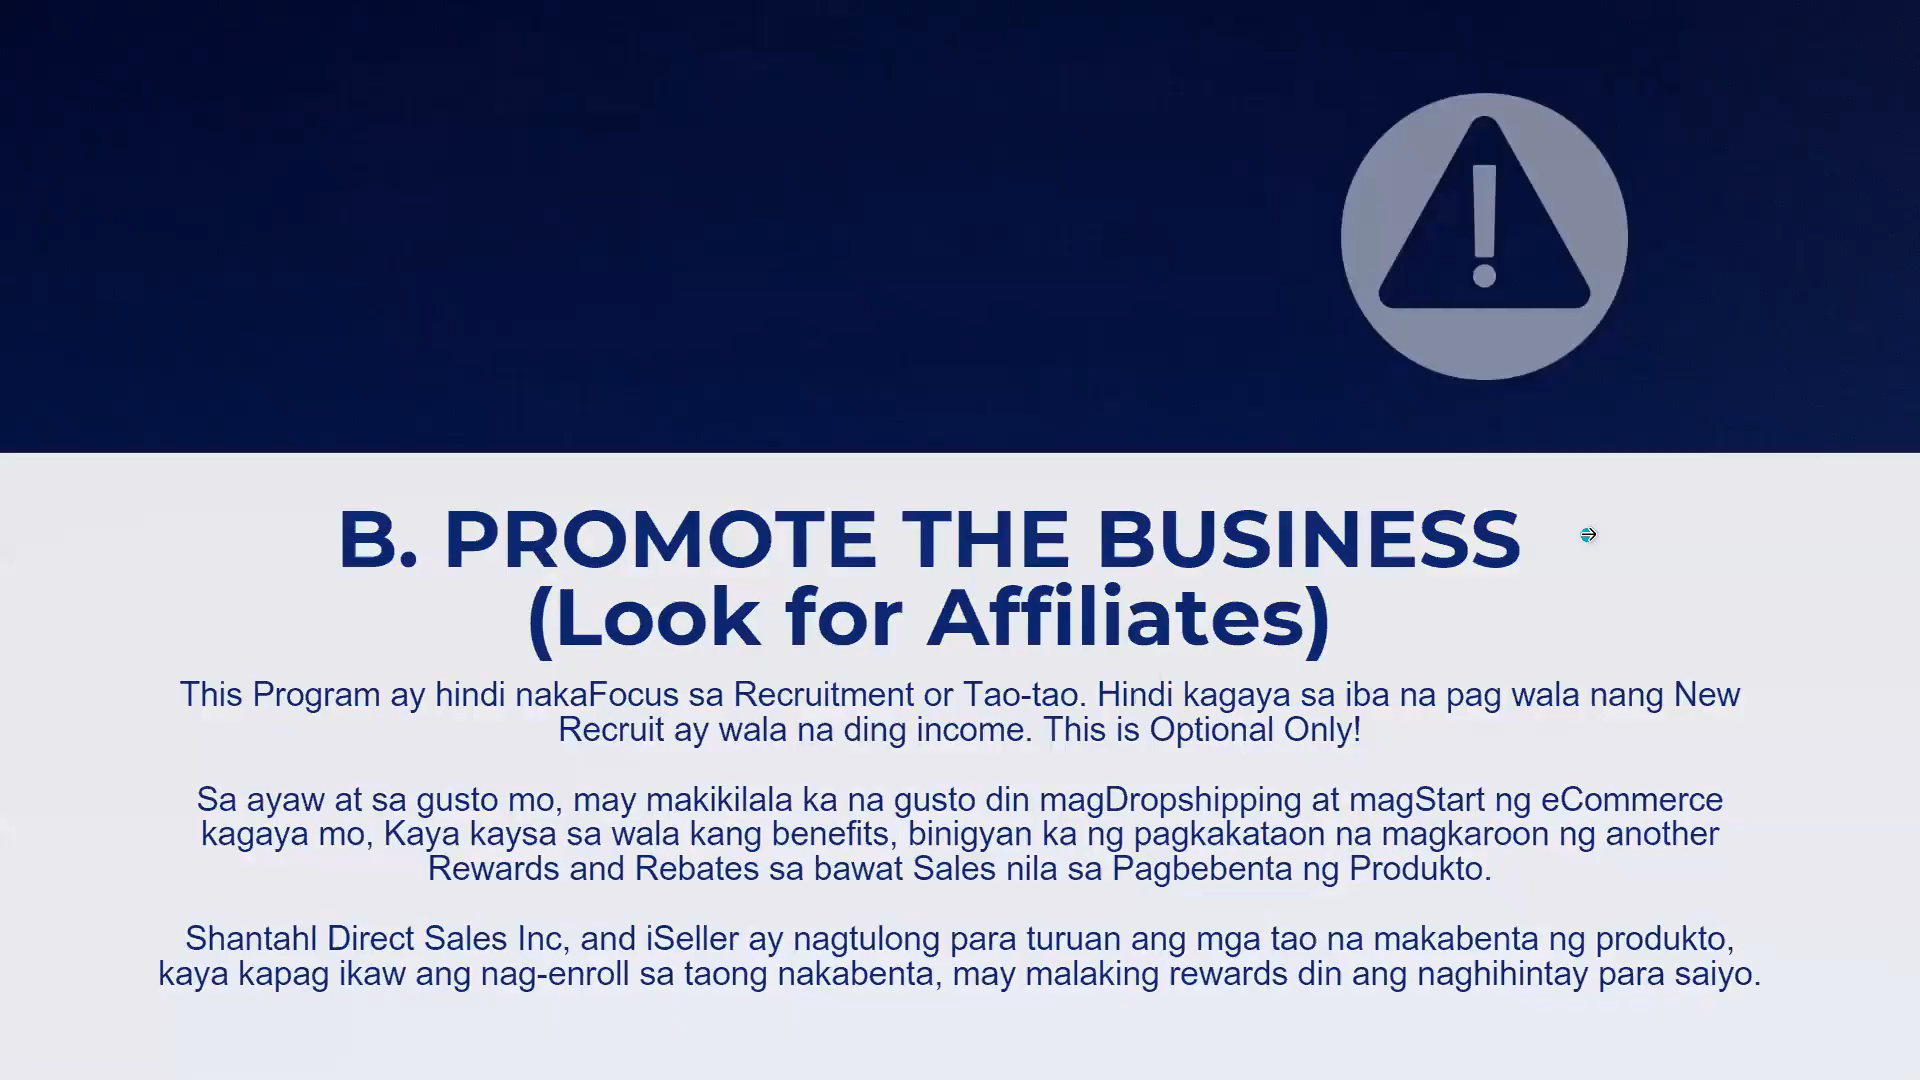 B. PROMOTE THE BUSINESS
(Look for Affiliates)
This Program ay hindi nakaFocus sa Recruitment or Tao-tao. Hindi kagaya sa iba na pag wala nang New
Recruit ay wala na ding income. This is Optional Only!
Sa ayaw at sa gusto mo, may makikilala ka na gusto din magDropshipping at magStart ng eCommerce
kagaya mo, Kaya kaysa sa wala kang benefits, binigyan ka ng pagkakataon na magkaroon ng another
Rewards and Rebates sa bawat Sales nila sa Pagbebenta ng Produkto.
Shantahl Direct Sales Inc, and iSeller ay nagtulong para turuan ang mga tao na makabenta ng produkto,
kaya kapag ikaw ang nag-enroll sa taong nakabenta, may malaking rewards din ang naghihintay para saiyo.